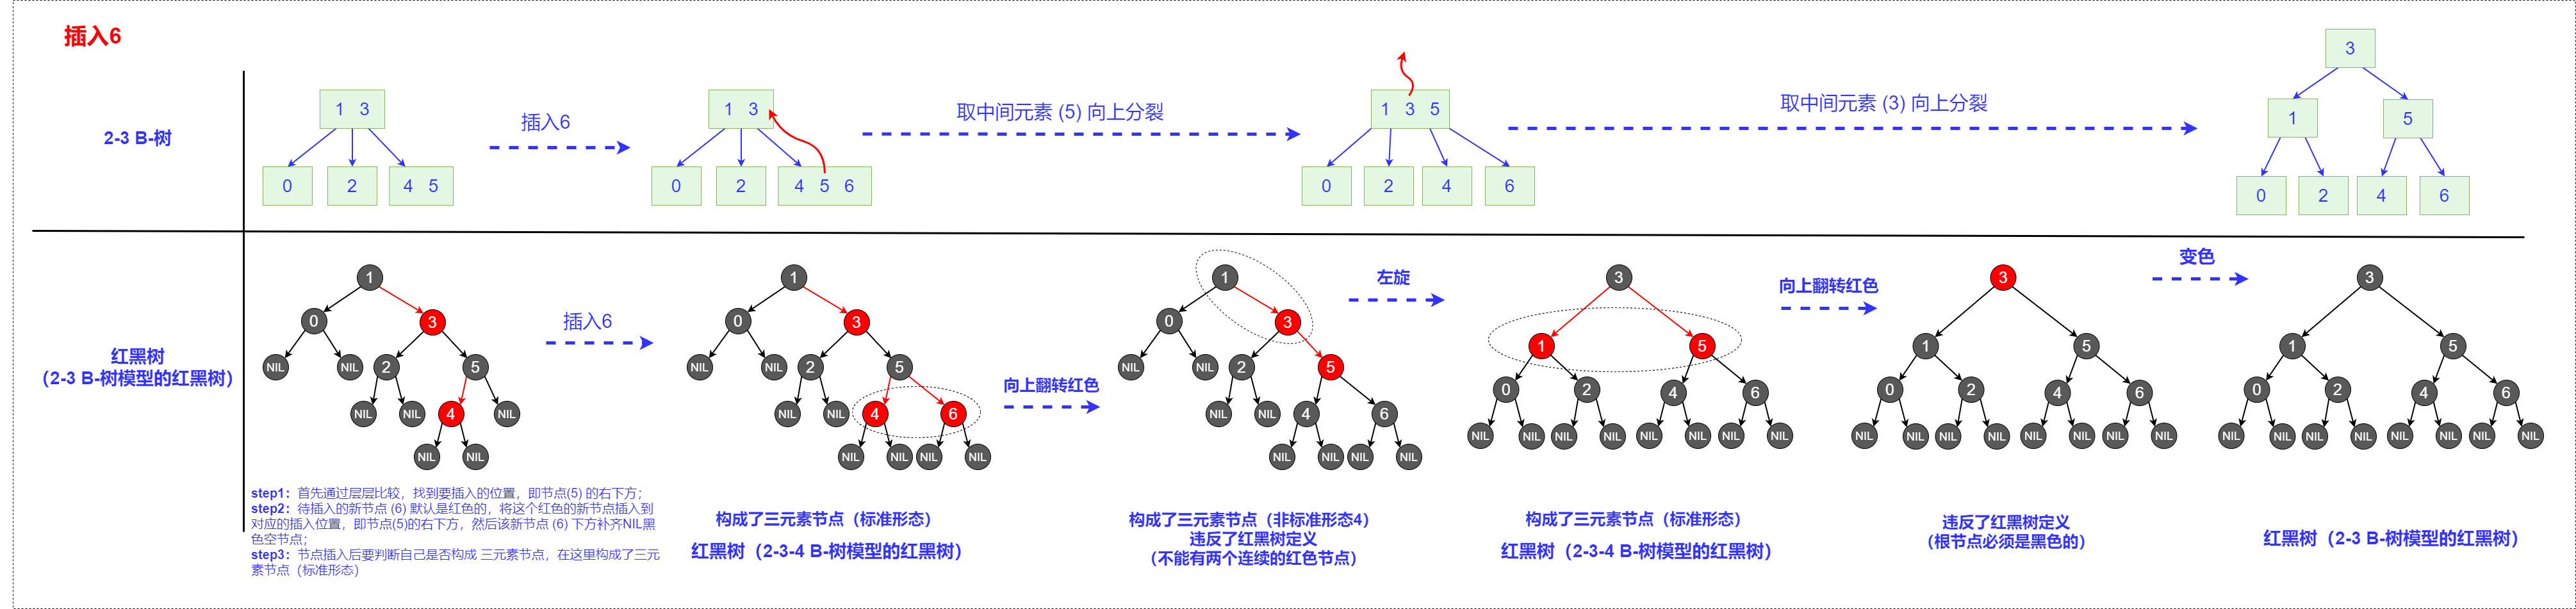 插入6
2-3 B-树
1 3
0 2 4 5
插入6
1 3
0 2 4 5 6
取中间元素 (5) 向上分裂
1 3 5
0 2 4 6
取中间元素 (3) 向上分裂
3
1 5
0 2 4 6
红黑树
（2-3 B-树模型的红黑树）
1
0 3
NIL NIL 2 5
NIL NIL 4 NIL
NIL NIL
step1：首先通过层层比较，找到要插入的位置，即节点(5) 的右下方；
step2：待插入的新节点 (6) 默认是红色的，将这个红色的新节点插入到
对应的插入位置，即节点(5)的右下方，然后该新节点 (6) 下方补齐NIL黑
色空节点；
step3：节点插入后要判断自己是否构成 三元素节点，在这里构成了三元
素节点（标准形态）
插入6
1
0 3
NIL NIL 2 5
NIL NIL 4 6
NIL NIL NIL NIL
构成了三元素节点（标准形态）
红黑树（2-3-4 B-树模型的红黑树）
向上翻转红色
1
0 3
NIL NIL 2 5
NIL NIL 4 6
NIL NIL NIL NIL
构成了三元素节点（非标准形态4）
违反了红黑树定义
（不能有两个连续的红色节点）
左旋
3
1 5
0 2 4 6
NIL NIL NIL NIL NIL NIL NIL NIL
构成了三元素节点（标准形态）
红黑树（2-3-4 B-树模型的红黑树）
向上翻转红色
3
1 5
0 2 4 6
NIL NIL NIL NIL NIL NIL NIL NIL
违反了红黑树定义
（根节点必须是黑色的）
变色
3
1 5
0 2 4 6
NIL NIL NIL NIL NIL NIL NIL NIL
红黑树（2-3 B-树模型的红黑树）